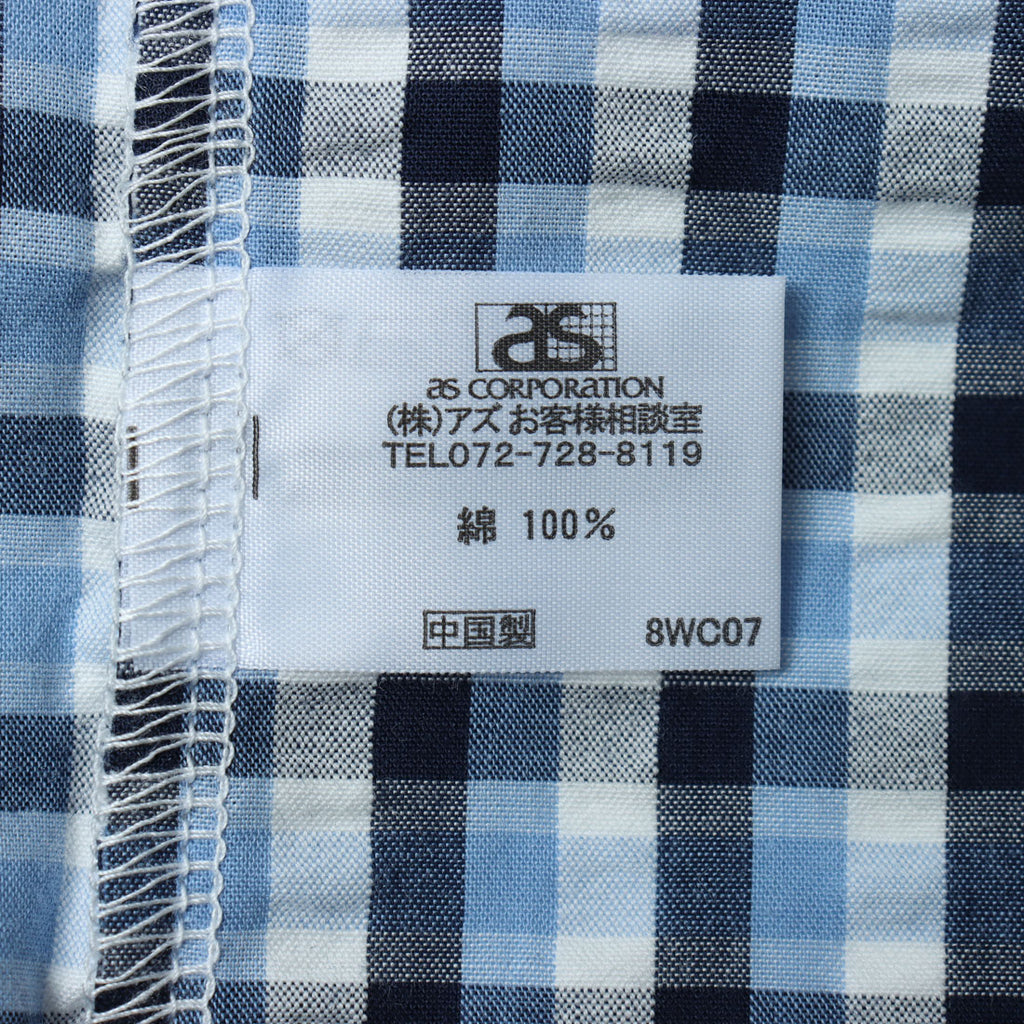 as
as CORPORATION
(株)アズ お客様相談室
TEL072-728-8119
綿 100%
中国製
8WC07